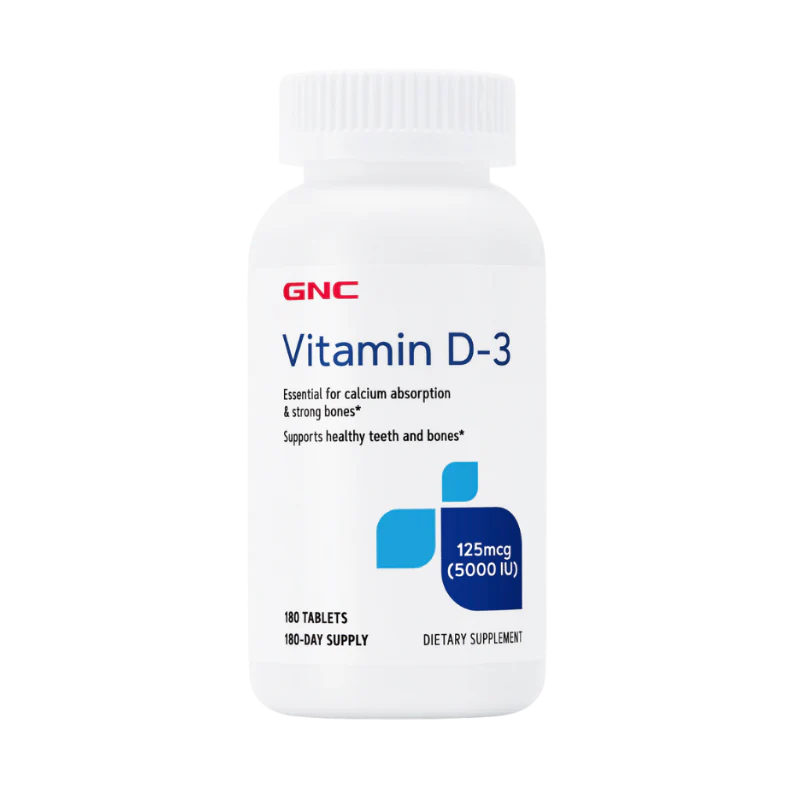 GNC
Vitamin D-3
Essential for calcium absorption
& strong bones*
Supports healthy teeth and bones*
125mcg
(5000 IU)
180 TABLETS
180-DAY SUPPLY
DIETARY SUPPLEMENT